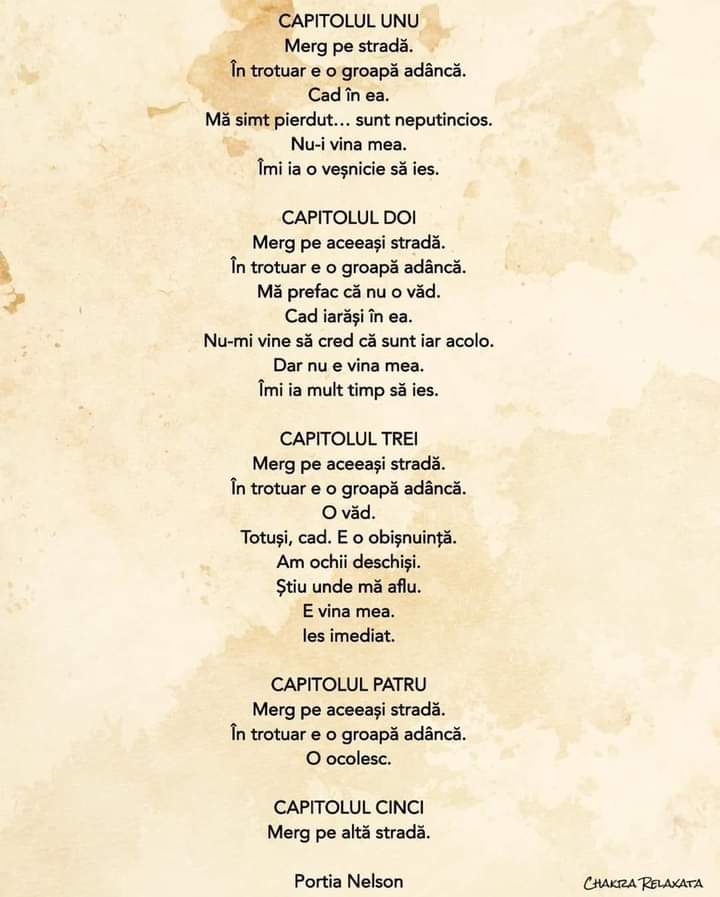 CAPITOLUL UNU
Merg pe stradă.
În trotuar e o groapă adâncă.
Cad în ea.
Mă simt pierdut... sunt neputincios.
Nu-i vina mea.
Îmi ia o veșnicie să ies.
CAPITOLUL DOI
Merg pe aceeași stradă.
În trotuar e o groapă adâncă.
Mă prefac că nu o văd.
Cad iarăși în ea.
Nu-mi vine să cred că sunt iar acolo.
Dar nu e vina mea.
Îmi ia mult timp să ies.
CAPITOLUL TREI
Merg pe aceeași stradă.
În trotuar e o groapă adâncă.
O văd.
Totuși, cad. E o obișnuință.
Am ochii deschiși.
Știu unde mă aflu.
E vina mea.
Ies imediat.
CAPITOLUL PATRU
Merg pe aceeași stradă.
În trotuar e o groapă adâncă.
O ocolesc.
CAPITOLUL CINCI
Merg pe altă stradă.
Portia Nelson
Chakra Relaxata